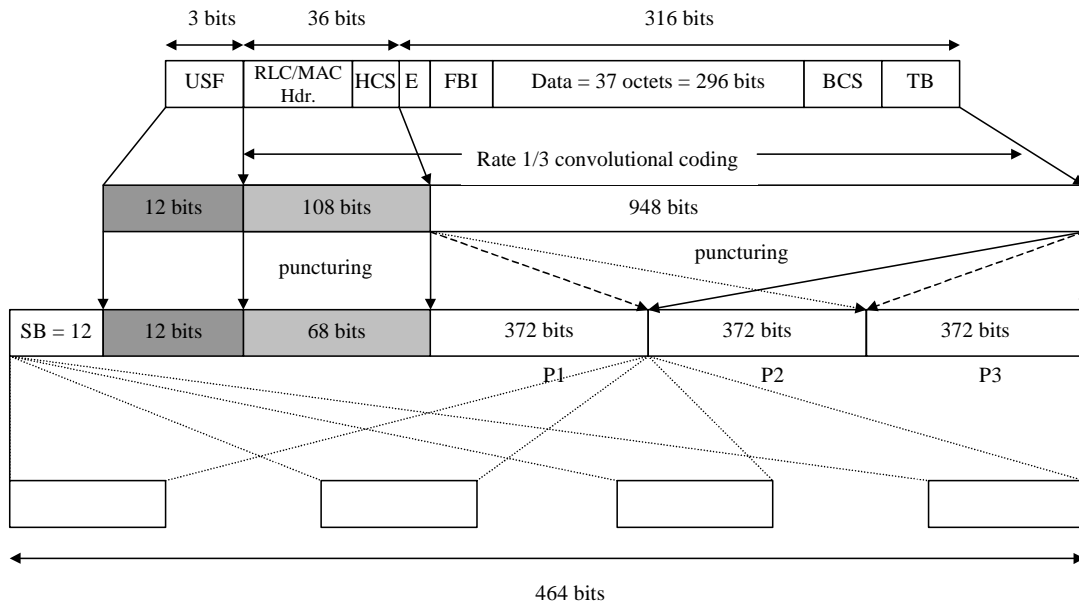 3 bits 36 bits 316 bits
USF RLC/MAC Hdr. HCS E FBI Data = 37 octets = 296 bits BCS TB
Rate 1/3 convolutional coding
12 bits 108 bits 948 bits
puncturing puncturing
SB = 12 12 bits 68 bits 372 bits 372 bits 372 bits
P1 P2 P3
464 bits